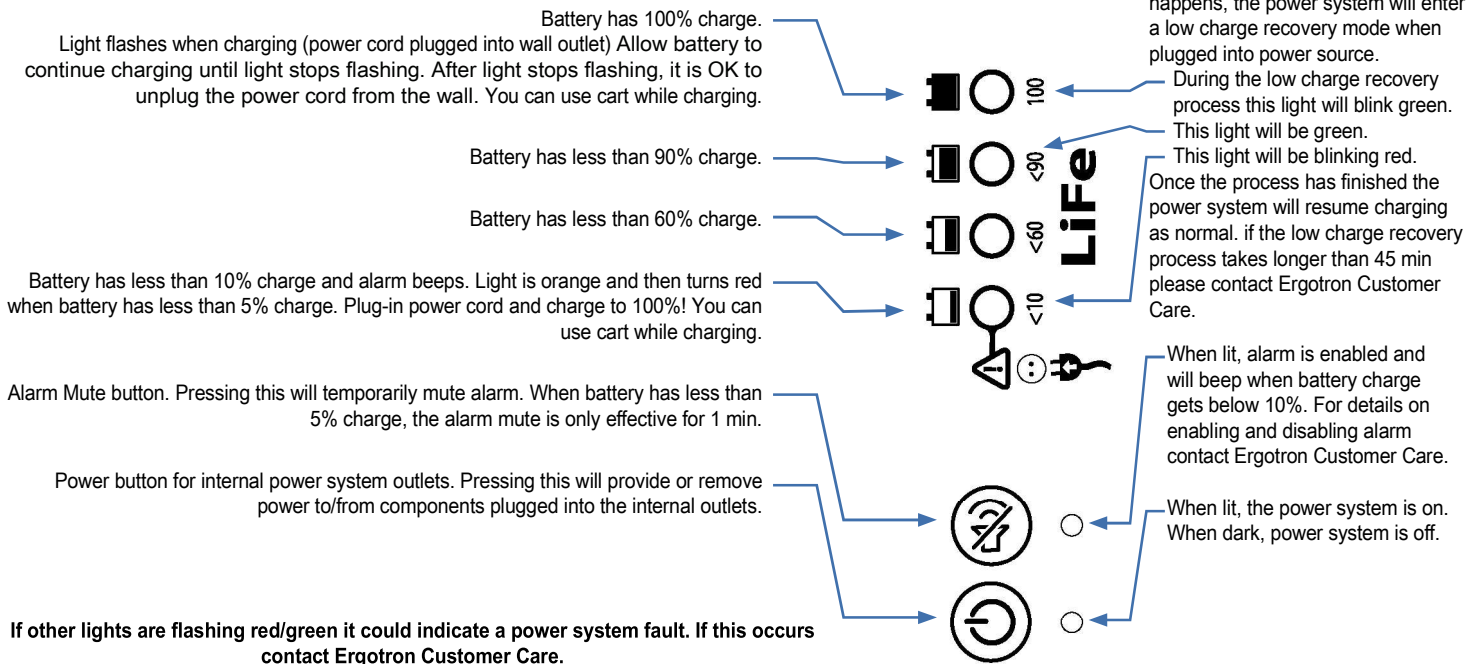 Battery has 100% charge.
Light flashes when charging (power cord plugged into wall outlet) Allow battery to
continue charging until light stops flashing. After light stops flashing, it is OK to
unplug the power cord from the wall. You can use cart while charging.
Battery has less than 90% charge.
Battery has less than 60% charge.
Battery has less than 10% charge and alarm beeps. Light is orange and then turns red
when battery has less than 5% charge. Plug-in power cord and charge to 100%! You can
use cart while charging.
Alarm Mute button. Pressing this will temporarily mute alarm. When battery has less than
5% charge, the alarm mute is only effective for 1 min.
Power button for internal power system outlets. Pressing this will provide or remove
power to/from components plugged into the internal outlets.
If other lights are flashing red/green it could indicate a power system fault. If this occurs
contact Ergotron Customer Care.
100
<90
<60
<10
LiFe
happens, the power system will enter
a low charge recovery mode when
plugged into power source.
During the low charge recovery
process this light will blink green.
This light will be green.
This light will be blinking red.
Once the process has finished the
power system will resume charging
as normal. if the low charge recovery
process takes longer than 45 min
please contact Ergotron Customer
Care.
When lit, alarm is enabled and
will beep when battery charge
gets below 10%. For details on
enabling and disabling alarm
contact Ergotron Customer Care.
When lit, the power system is on.
When dark, power system is off.